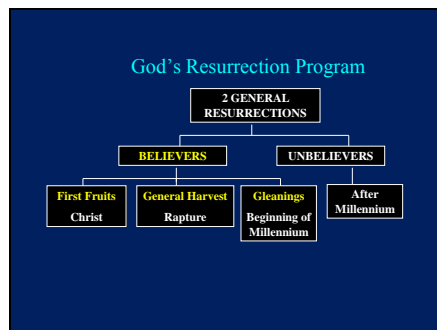 God's Resurrection Program
2 GENERAL
RESURRECTIONS
BELIEVERS
UNBELIEVERS
First Fruits
Christ
General Harvest
Rapture
Gleanings
Beginning of
Millennium
After
Millennium